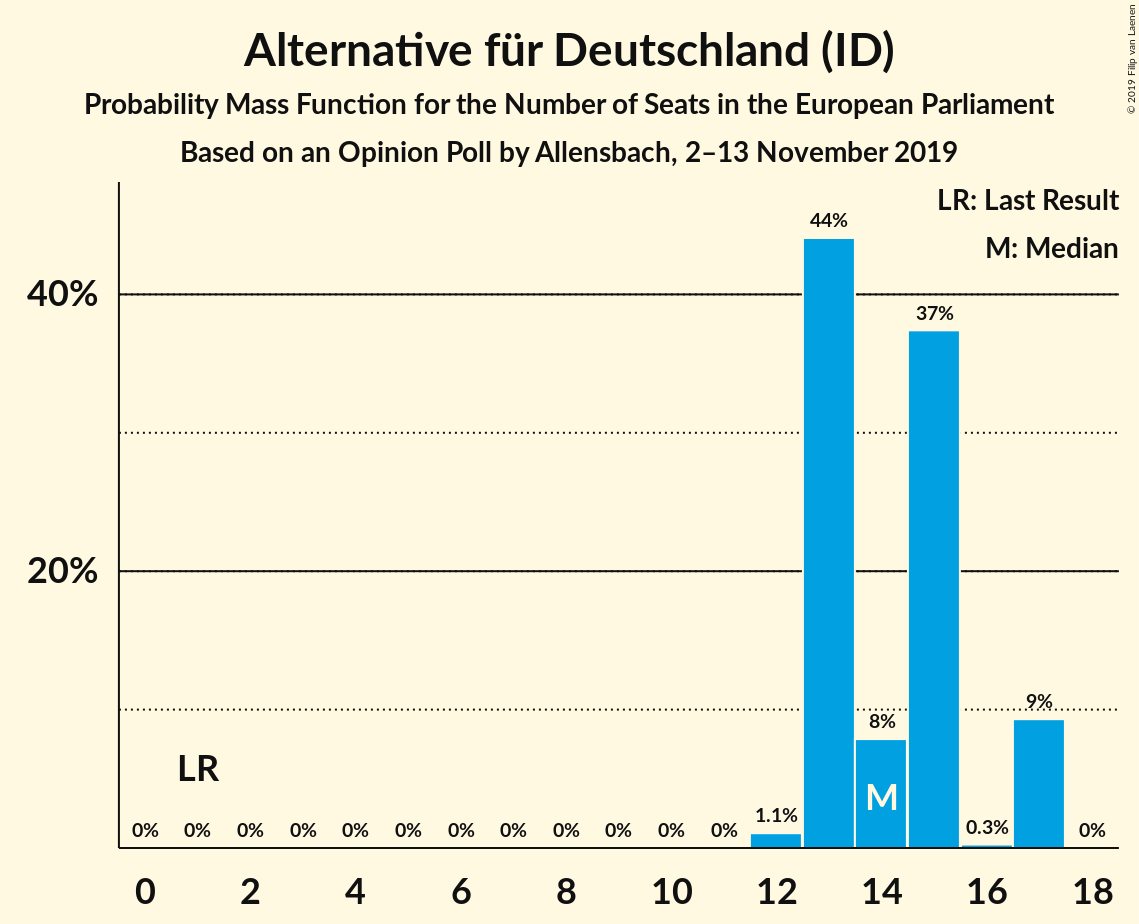 Alternative für Deutschland (ID)
Probability Mass Function for the Number of Seats in the European Parliament
Based on an Opinion Poll by Allensbach, 2–13 November 2019
© 2019 Filip van Laenen
LR: Last Result
M: Median
40%
20%
0% 0% 0% 0% 0% 0% 0% 0% 0% 0% 0% 0% 1.1% 44% 8% 37% 0.3% 9% 0%
LR
M
0 2 4 6 8 10 12 14 16 18